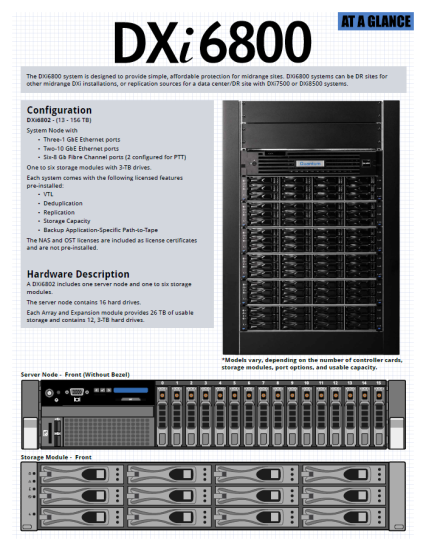 AT A GLANCE
DXi6800
The DXi6800 system is designed to provide simple, affordable protection for midrange sites. DXi6800 systems can be DR sites for
other midrange DXi installations, or replication sources for a data center/DR site with DXi7500 or DXi8500 systems.
Configuration
DXi6802 - (13 - 156 TB)
System Node with
• Three-1 GbE Ethernet ports
• Two-10 GbE Ethernet ports
• Six-8 Gb Fibre Channel ports (2 configured for PTT)
One to six storage modules with 3-TB drives.
Each system comes with the following licensed features
pre-installed:
• VTL
• Deduplication
• Replication
• Storage Capacity
• Backup Application-Specific Path-to-Tape
The NAS and OST licenses are included as license certificates
and are not pre-installed.
Hardware Description
A DXi6802 includes one server node and one to six storage
modules.
The server node contains 16 hard drives.
Each Array and Expansion module provides 26 TB of usable
storage and contains 12, 3-TB hard drives.
Quantum
*Models vary, depending on the number of controller cards,
storage modules, port options, and usable capacity.
Server Node - Front (Without Bezel)
0 1 2 3 4 5 6 7 8 9 10 11 12 13 14 15
Storage Module - Front